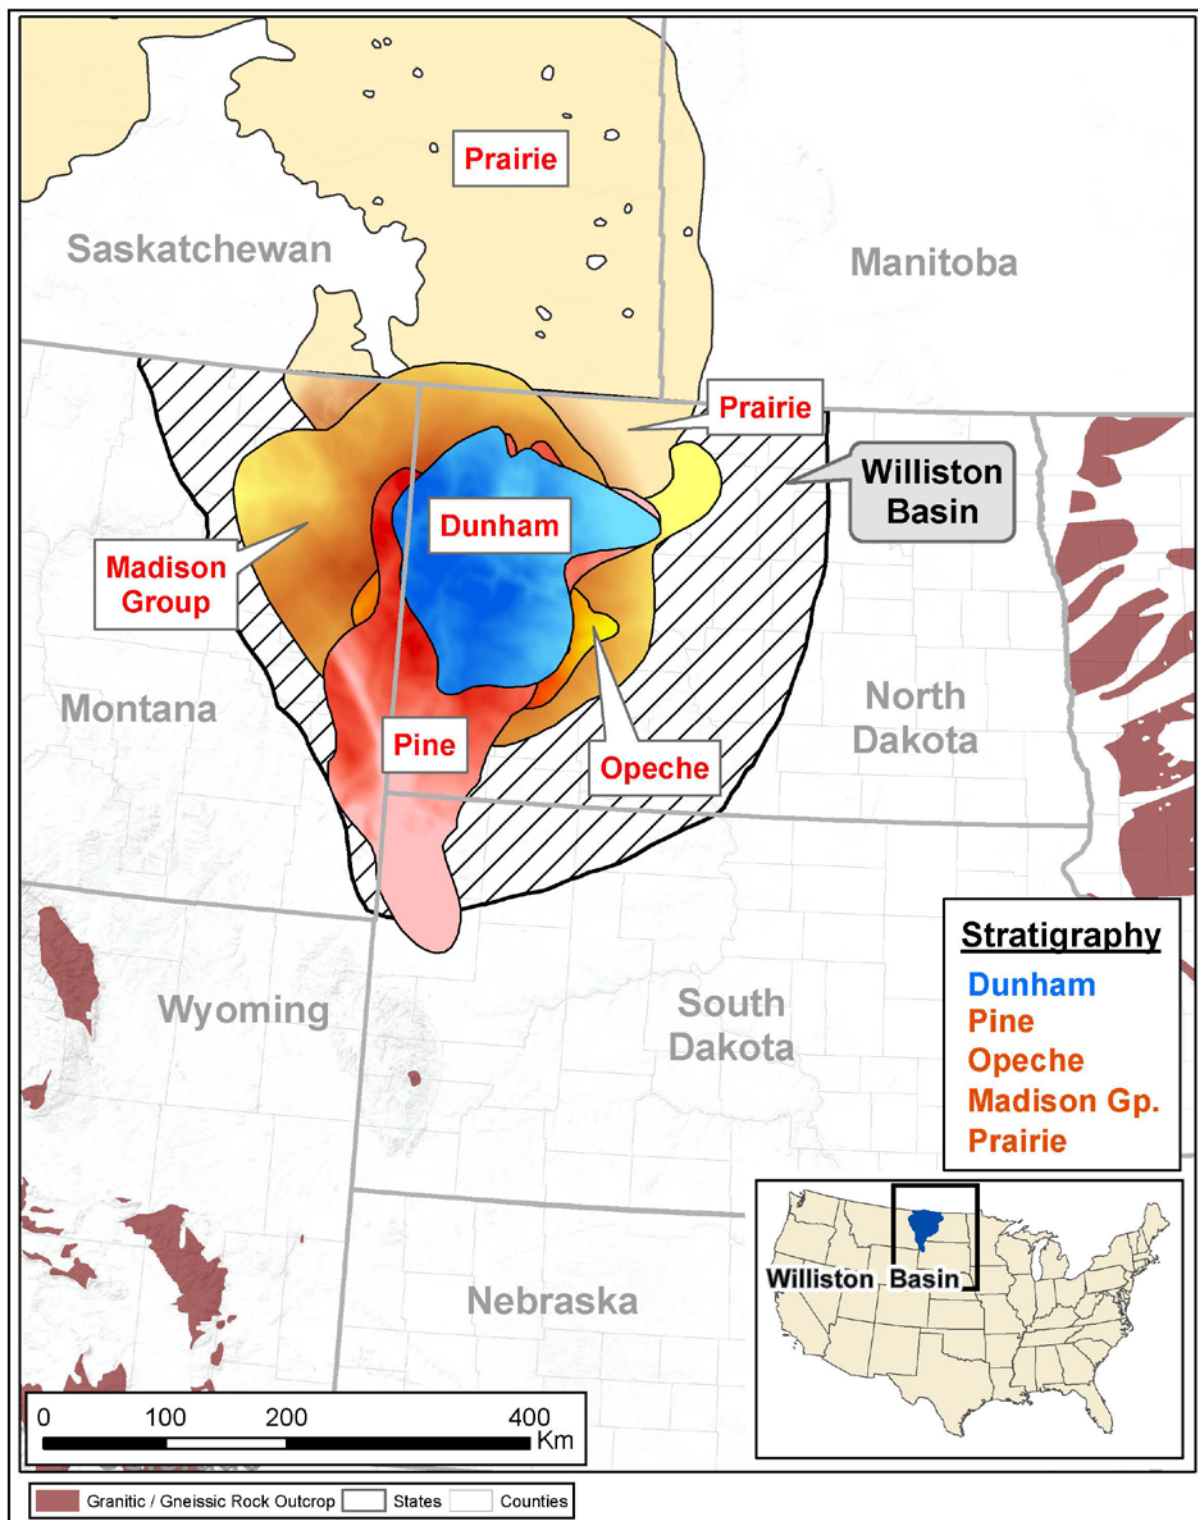 Prairie
Saskatchewan
Manitoba
Prairie
Williston
Basin
Dunham
Madison
Group
Montana
North
Dakota
Pine
Opeche
Stratigraphy
Dunham
Pine
Opeche
Madison Gp.
Prairie
Wyoming
South
Dakota
Nebraska
Williston Basin
0 100 200 400
Km
Granitic / Gneissic Rock Outcrop States Counties